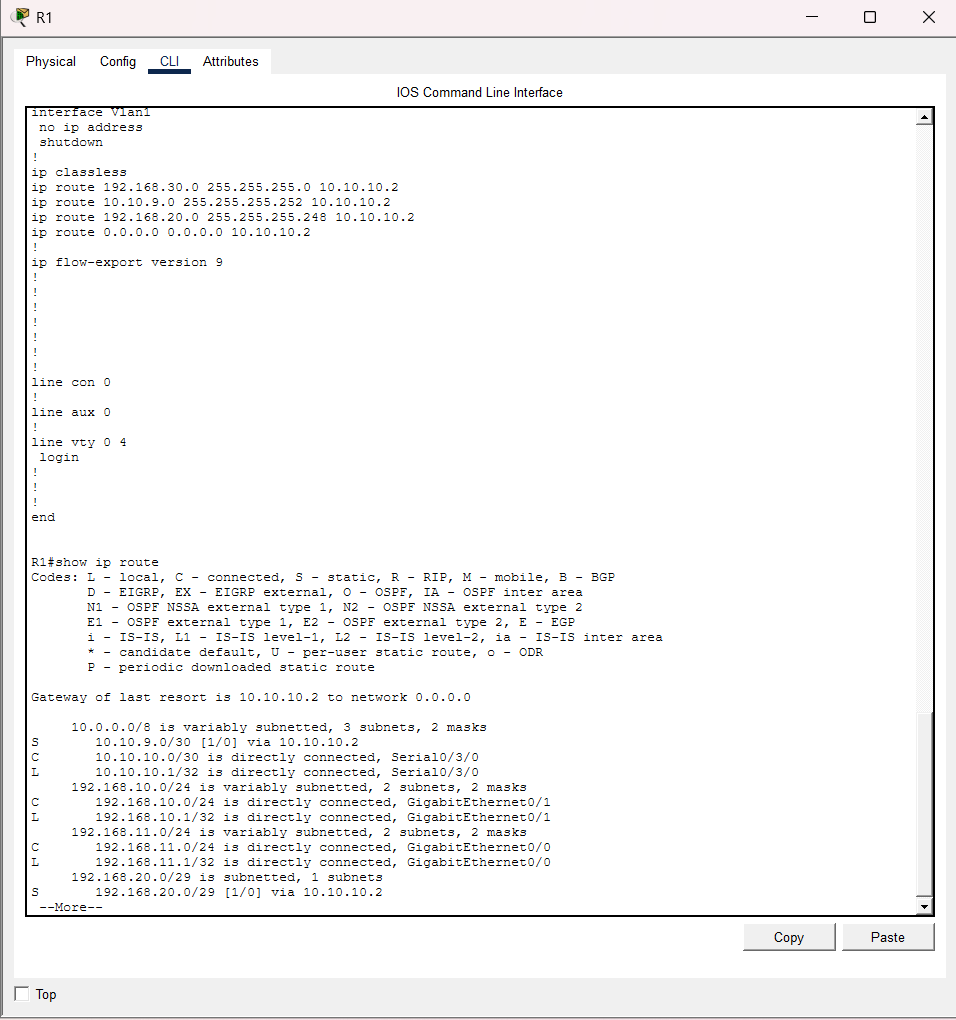 R1
Physical Config CLI Attributes
IOS Command Line Interface
interface Vlan1
 no ip address
 shutdown
!
ip classless
ip route 192.168.30.0 255.255.255.0 10.10.10.2
ip route 10.10.9.0 255.255.255.252 10.10.10.2
ip route 192.168.20.0 255.255.255.248 10.10.10.2
ip route 0.0.0.0 0.0.0.0 10.10.10.2
!
ip flow-export version 9
!
!
!
!
!
!
!
line con 0
!
line aux 0
!
line vty 0 4
 login
!
!
!
end
R1#show ip route
Codes: L - local, C - connected, S - static, R - RIP, M - mobile, B - BGP
       D - EIGRP, EX - EIGRP external, O - OSPF, IA - OSPF inter area
       N1 - OSPF NSSA external type 1, N2 - OSPF NSSA external type 2
       E1 - OSPF external type 1, E2 - OSPF external type 2, E - EGP
       i - IS-IS, L1 - IS-IS level-1, L2 - IS-IS level-2, ia - IS-IS inter area
       * - candidate default, U - per-user static route, o - ODR
       P - periodic downloaded static route
Gateway of last resort is 10.10.10.2 to network 0.0.0.0
     10.0.0.0/8 is variably subnetted, 3 subnets, 2 masks
S       10.10.9.0/30 [1/0] via 10.10.10.2
C       10.10.10.0/30 is directly connected, Serial0/3/0
L       10.10.10.1/32 is directly connected, Serial0/3/0
     192.168.10.0/24 is variably subnetted, 2 subnets, 2 masks
C       192.168.10.0/24 is directly connected, GigabitEthernet0/1
L       192.168.10.1/32 is directly connected, GigabitEthernet0/1
     192.168.11.0/24 is variably subnetted, 2 subnets, 2 masks
C       192.168.11.0/24 is directly connected, GigabitEthernet0/0
L       192.168.11.1/32 is directly connected, GigabitEthernet0/0
     192.168.20.0/29 is subnetted, 1 subnets
S       192.168.20.0/29 [1/0] via 10.10.10.2
 --More--
Copy Paste
Top